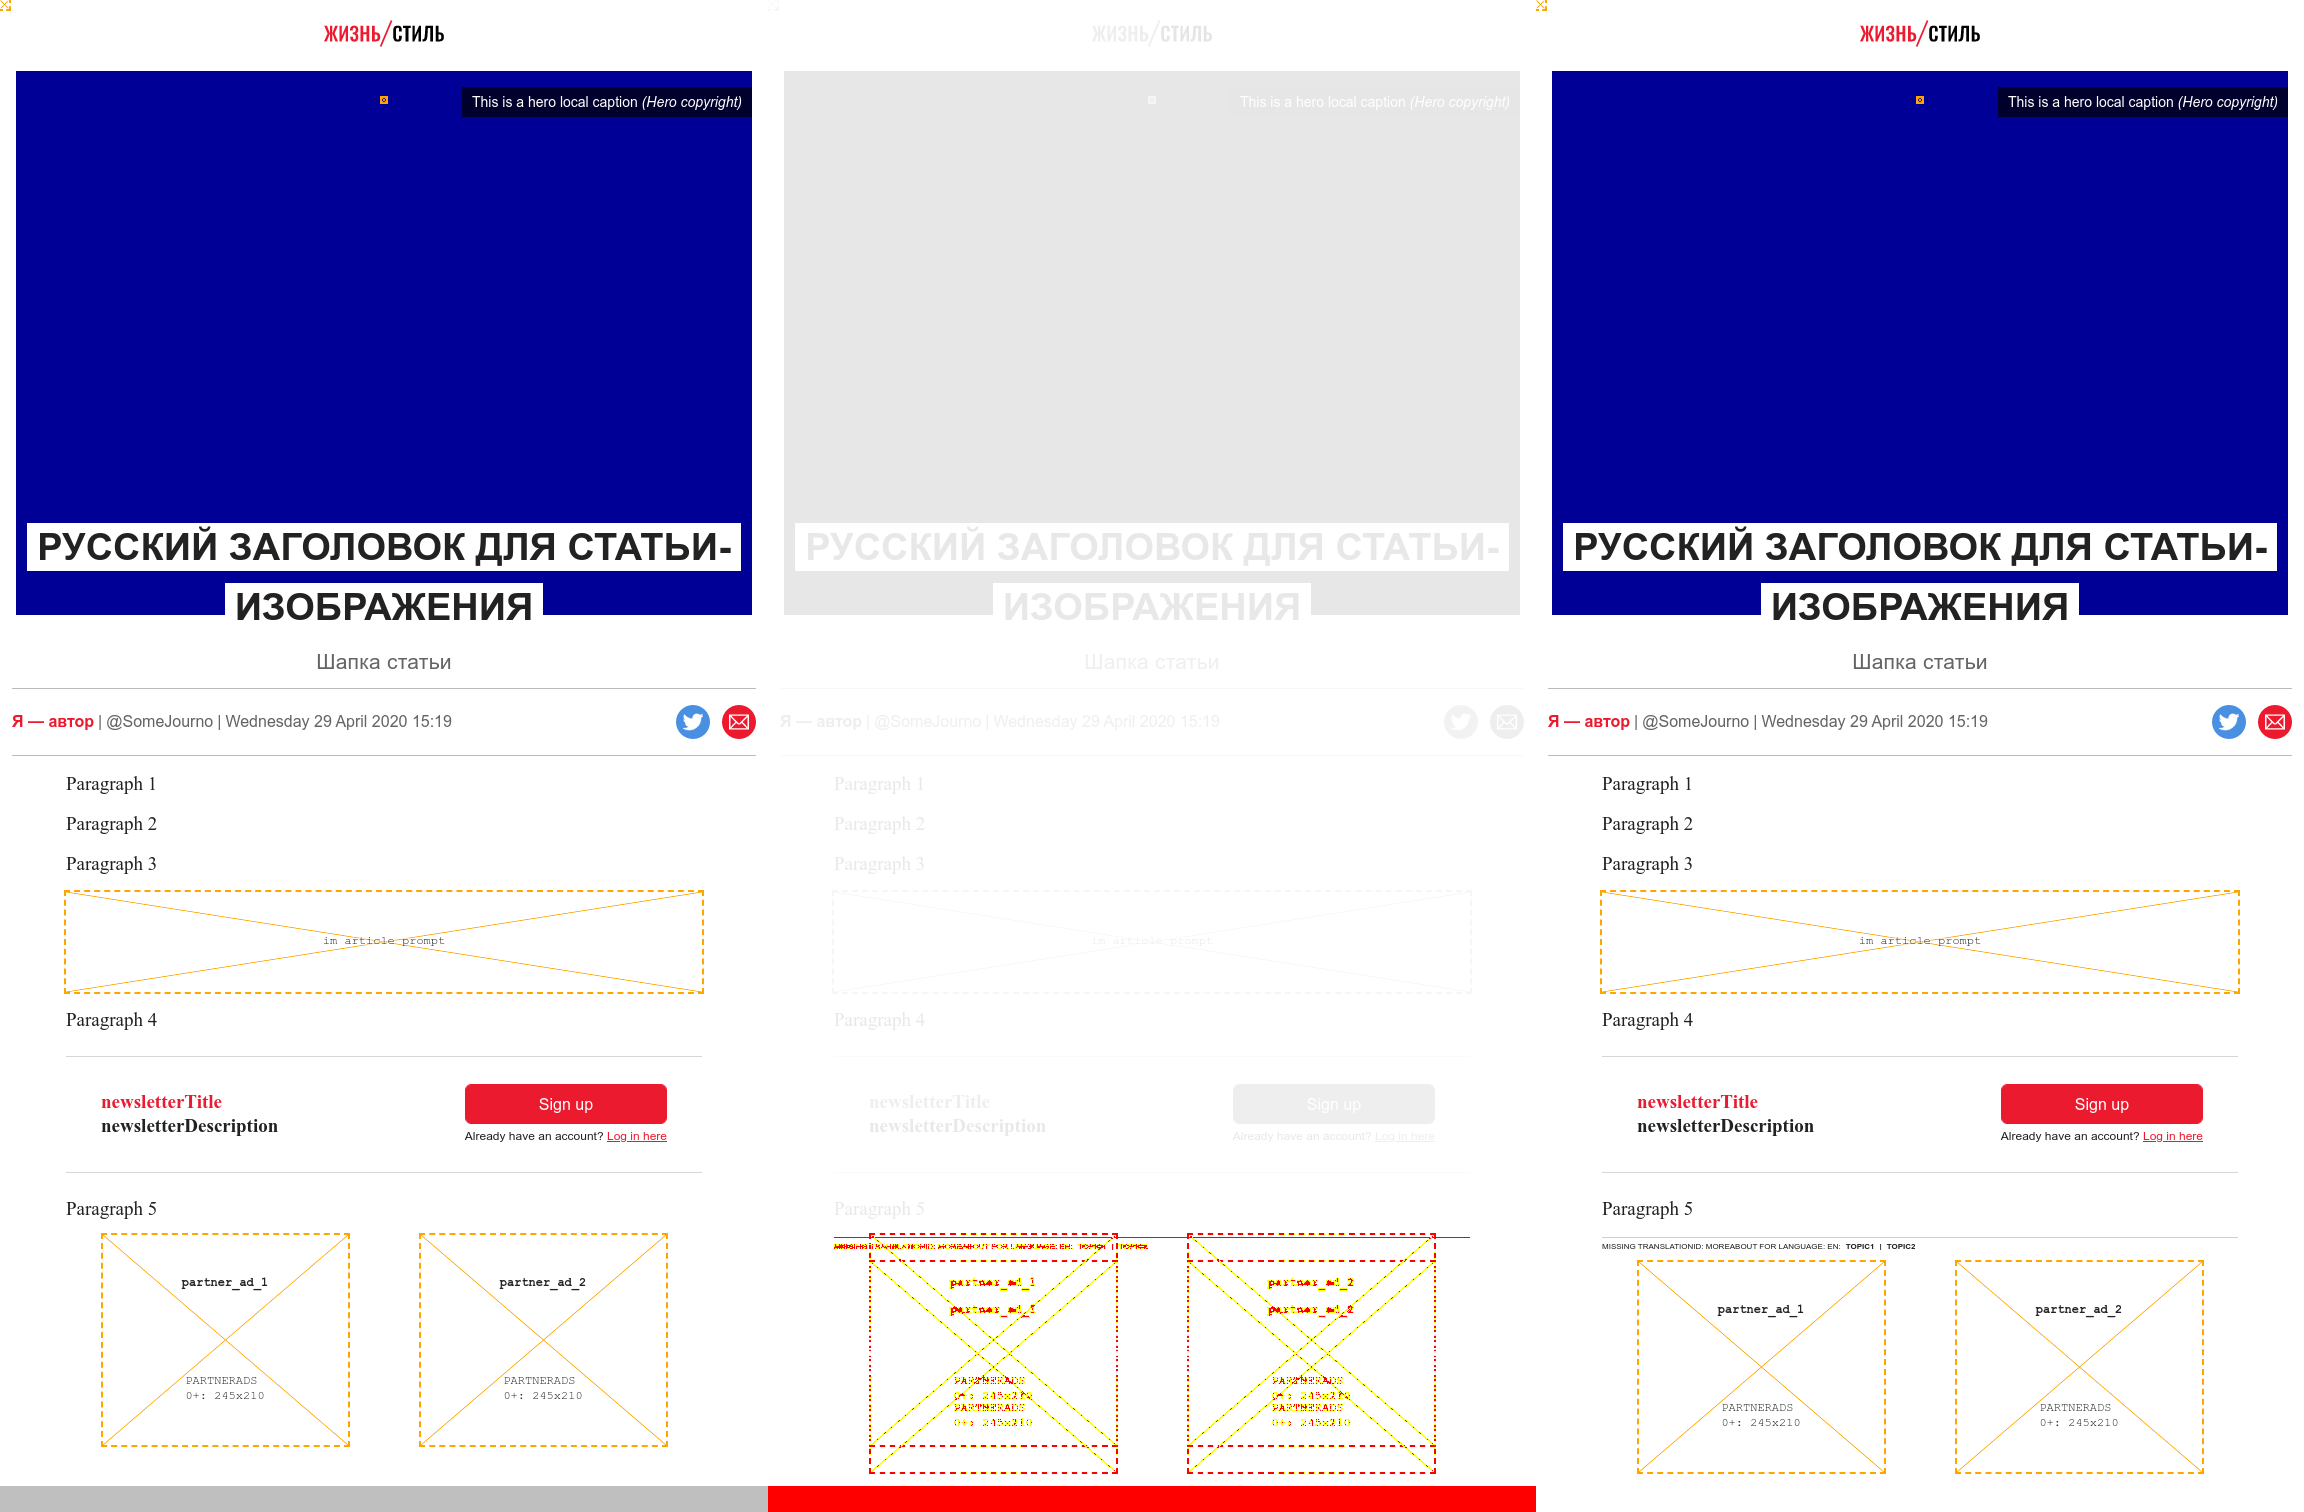 ЖИЗНЬ/СТИЛЬ
This is a hero local caption (Hero copyright)
РУССКИЙ ЗАГОЛОВОК ДЛЯ СТАТЬИ-
ИЗОБРАЖЕНИЯ
Шапка статьи
Я — автор | @SomeJourno | Wednesday 29 April 2020 15:19
Paragraph 1
Paragraph 2
Paragraph 3
im article prompt
Paragraph 4
newsletterTitle
newsletterDescription
Sign up
Already have an account? Log in here
Paragraph 5
partner_ad_1
PARTNERADS
0+: 245x210
partner_ad_2
PARTNERADS
0+: 245x210
ЖИЗНЬ/СТИЛЬ
This is a hero local caption (Hero copyright)
РУССКИЙ ЗАГОЛОВОК ДЛЯ СТАТЬИ-
ИЗОБРАЖЕНИЯ
Шапка статьи
Я — автор | @SomeJourno | Wednesday 29 April 2020 15:19
Paragraph 1
Paragraph 2
Paragraph 3
im article prompt
Paragraph 4
newsletterTitle
newsletterDescription
Sign up
Already have an account? Log in here
Paragraph 5
partner_ad_1
partner_ad_1
PARTNERADS
0+: 245x210
PARTNERADS
0+: 245x210
partner_ad_2
partner_ad_2
PARTNERADS
0+: 245x210
PARTNERADS
0+: 245x210
ЖИЗНЬ/СТИЛЬ
This is a hero local caption (Hero copyright)
РУССКИЙ ЗАГОЛОВОК ДЛЯ СТАТЬИ-
ИЗОБРАЖЕНИЯ
Шапка статьи
Я — автор | @SomeJourno | Wednesday 29 April 2020 15:19
Paragraph 1
Paragraph 2
Paragraph 3
im article prompt
Paragraph 4
newsletterTitle
newsletterDescription
Sign up
Already have an account? Log in here
Paragraph 5
MISSING TRANSLATIONID: MOREABOUT FOR LANGUAGE: EN: TOPIC1 | TOPIC2
partner_ad_1
PARTNERADS
0+: 245x210
partner_ad_2
PARTNERADS
0+: 245x210